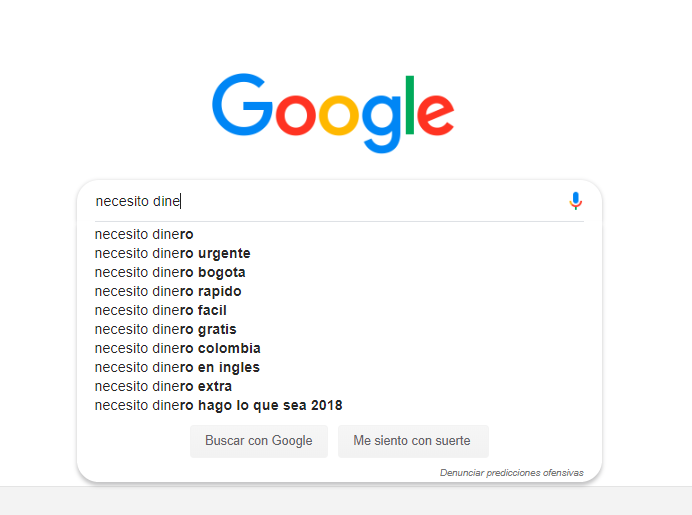 Google
necesito dine
necesito dinero
necesito dinero urgente
necesito dinero bogota
necesito dinero rapido
necesito dinero facil
necesito dinero gratis
necesito dinero colombia
necesito dinero en ingles
necesito dinero extra
necesito dinero hago lo que sea 2018
Buscar con Google
Me siento con suerte
Denunciar predicciones ofensivas